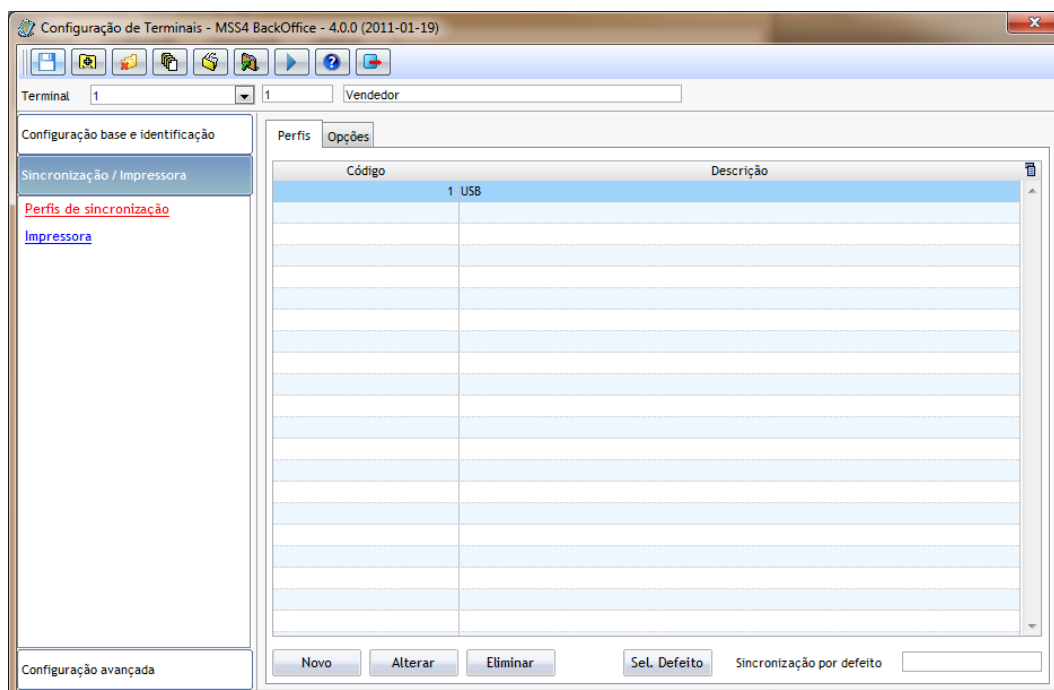 Configuração de Terminais - MSS4 BackOffice - 4.0.0 (2011-01-19)
Terminal 1 1 Vendedor
Configuração base e identificação
Sincronização / Impressora
Perfis de sincronização
Impressora
Configuração avançada
Perfis Opções
Código Descrição
1 USB
Novo Alterar Eliminar Sel. Defeito Sincronização por defeito